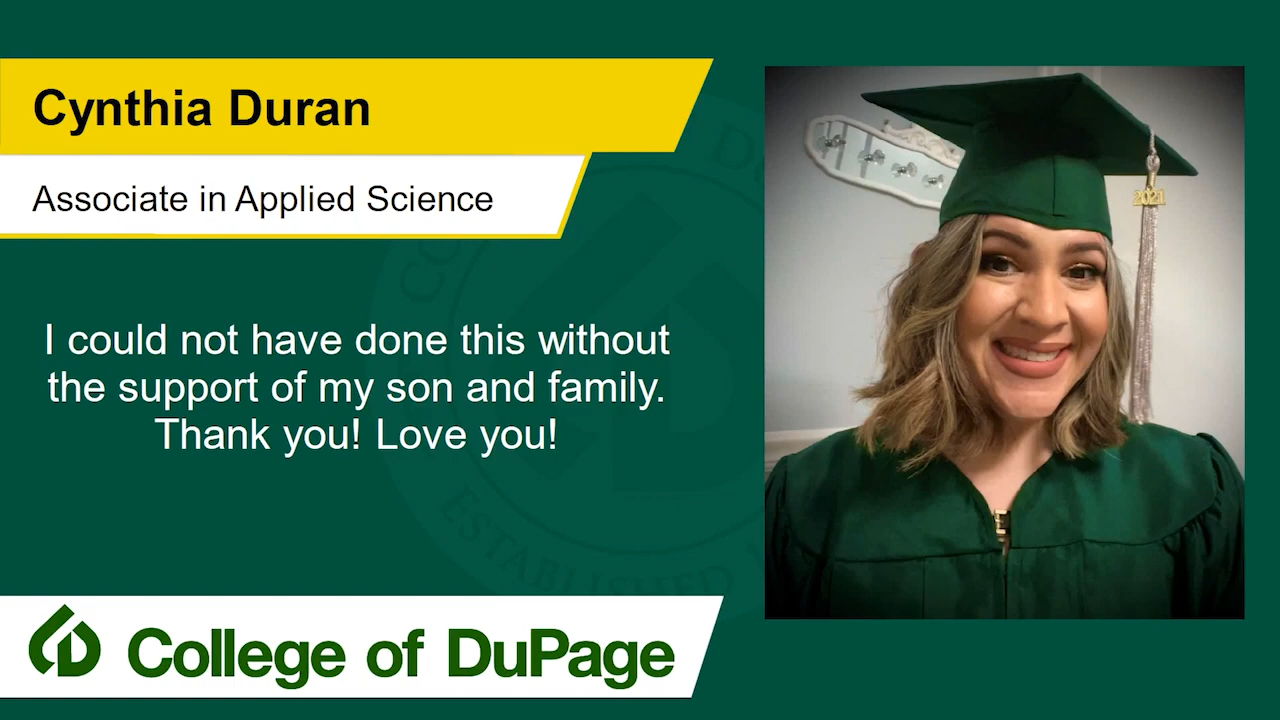 Cynthia Duran
Associate in Applied Science
I could not have done this without
the support of my son and family.
Thank you! Love you!
College of DuPage
2021
ESTABLISHED